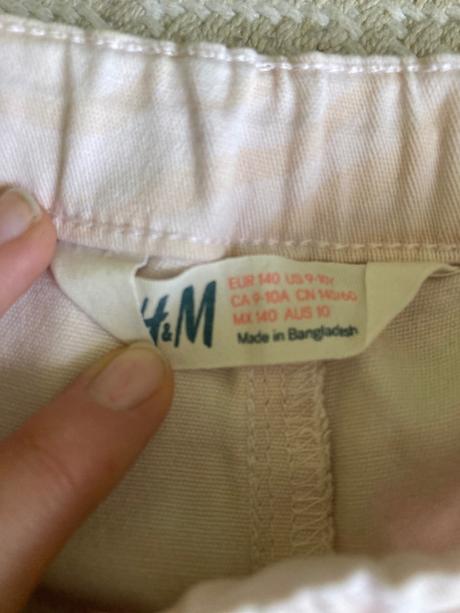 H&M
EUR 140 US 9-10Y
CA 9-10A CN 140/60
MX 140 AUS 10
Made in Bangladesh